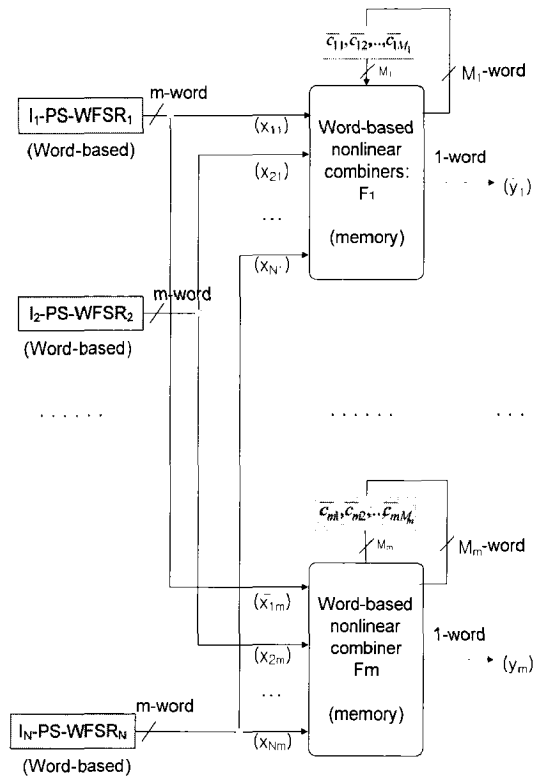 c̅₁₁, c̅₁₂, .., c̅₁M₁
M₁
M₁-word
m-word
I₁-PS-WFSR₁
(Word-based)
(x₁₁)
(x₂₁)
...
(xN₁)
Word-based
nonlinear
combiners:
F₁
(memory)
1-word
(y₁)
m-word
I₂-PS-WFSR₂
(Word-based)
. . . . . .
. . . . . .
. . .
c̅m1, c̅m2, .. c̅mMm
Mm
Mm-word
(x̄₁m)
(x₂m)
...
(xNm)
Word-based
nonlinear
combiner
Fm
(memory)
1-word
(ym)
m-word
IN-PS-WFSRN
(Word-based)